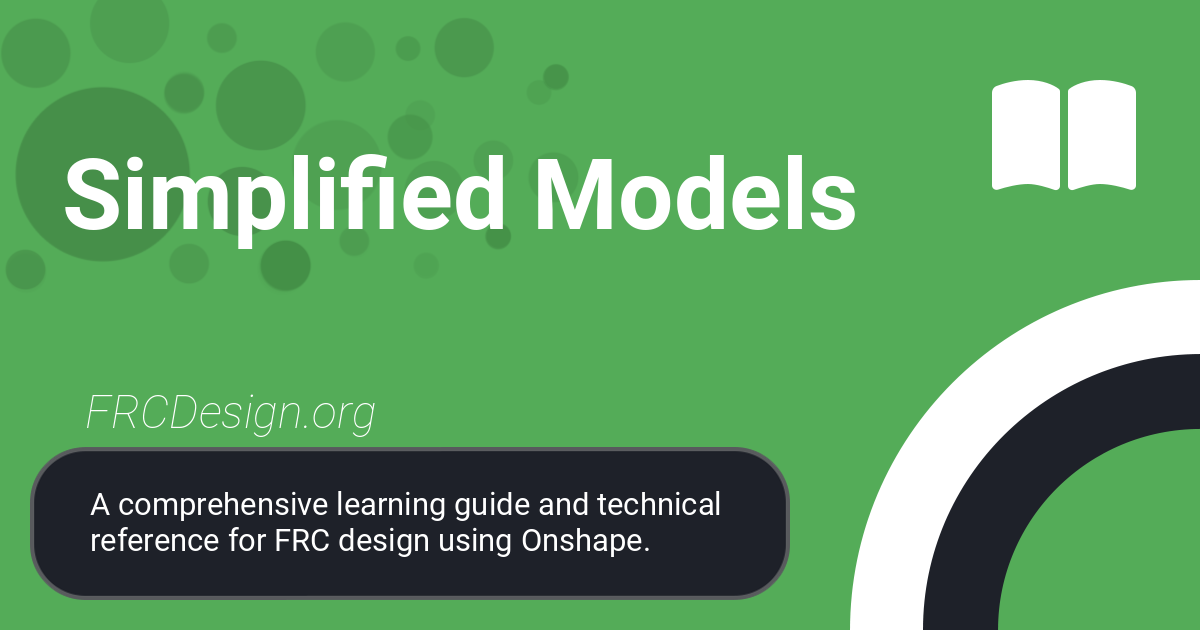 Simplified Models
FRCDesign.org
A comprehensive learning guide and technical
reference for FRC design using Onshape.